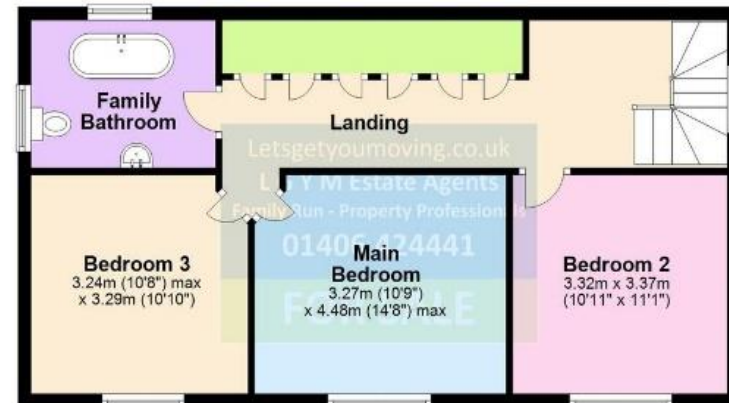 Family
Bathroom
Landing
Letsgetyoumoving.co.uk
L G Y M Estate Agents
Family Run - Property Professionals
01406 424441
FOR SALE
Bedroom 3
3.24m (10'8") max
x 3.29m (10'10")
Main
Bedroom
3.27m (10'9")
x 4.48m (14'8") max
Bedroom 2
3.32m x 3.37m
(10'11" x 11'1")